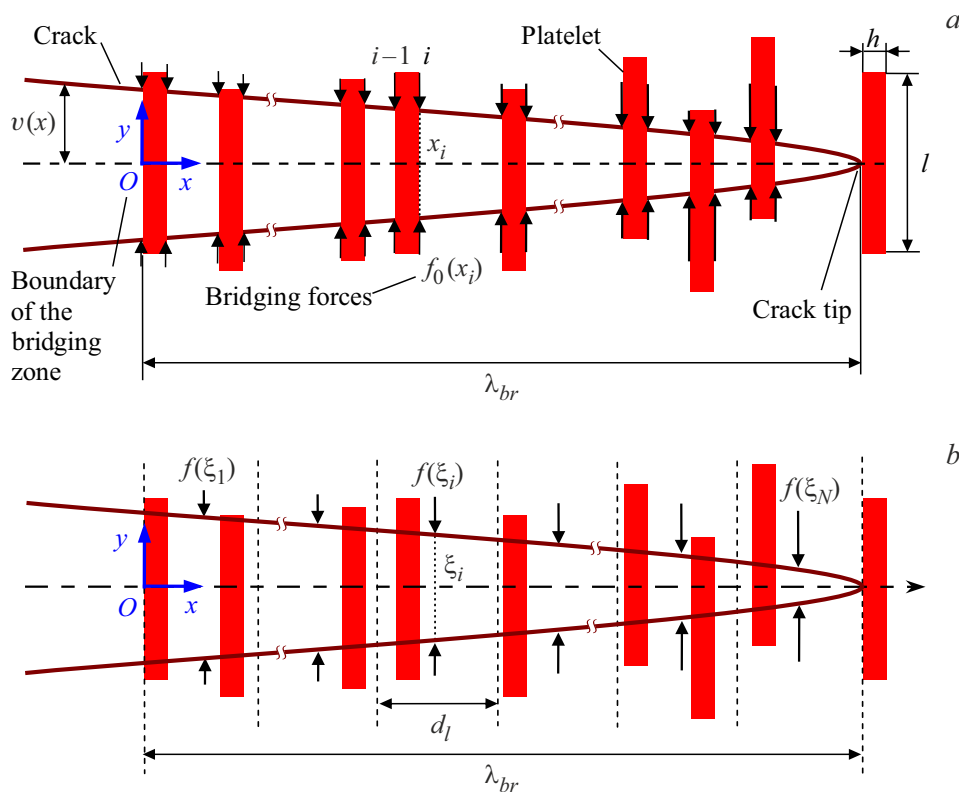 a
Crack
Platelet
h
i–1 i
v(x)
y
x_i
l
O
x
f_0(x_i)
Boundary
of the
bridging
zone
Bridging forces
Crack tip
λ_br
b
f(ξ_1)
f(ξ_i)
f(ξ_N)
y
ξ_i
O
x
d_l
λ_br